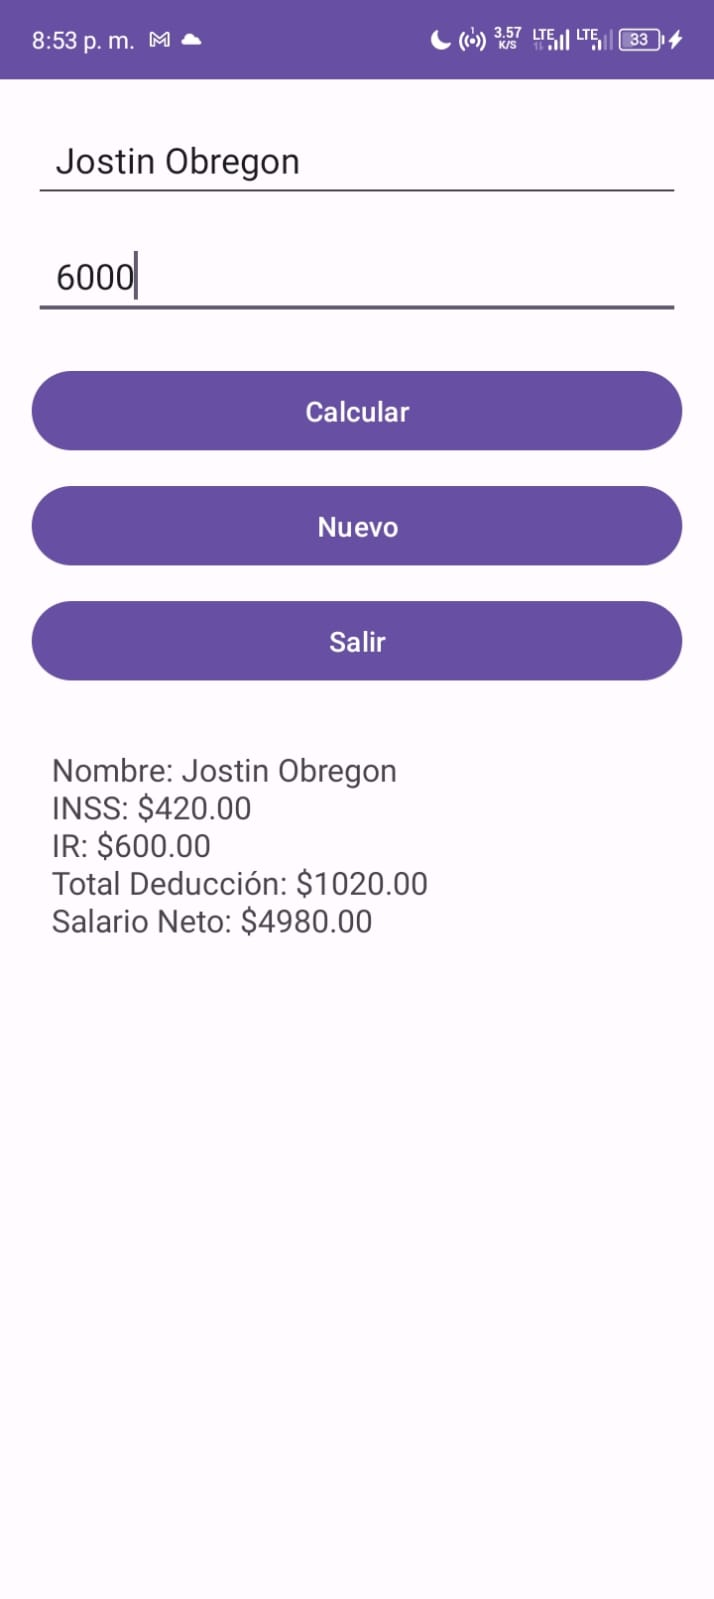 8:53 p. m.
3.57 K/S LTE LTE 33
Jostin Obregon
6000
Calcular
Nuevo
Salir
Nombre: Jostin Obregon
INSS: $420.00
IR: $600.00
Total Deducción: $1020.00
Salario Neto: $4980.00